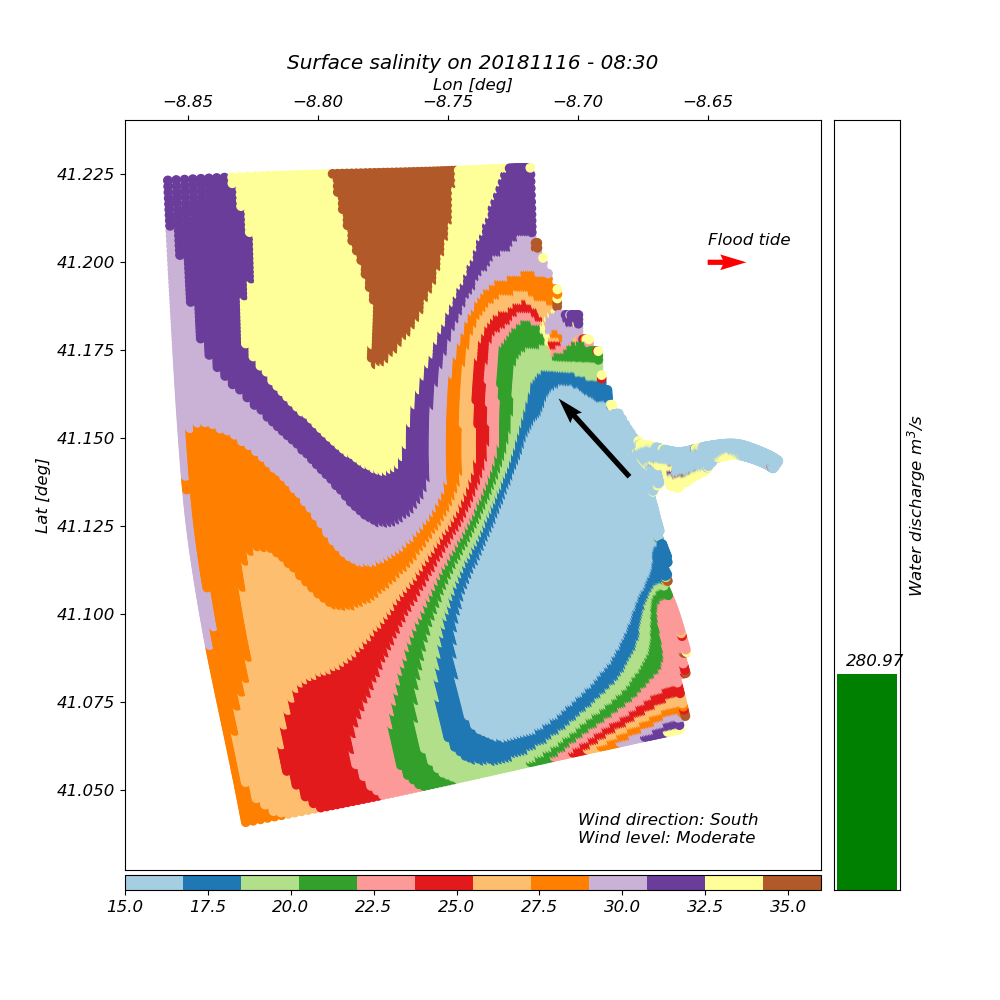 Surface salinity on 20181116 - 08:30
Lon [deg]
−8.85 −8.80 −8.75 −8.70 −8.65
41.225
41.200
41.175
41.150
41.125
41.100
41.075
41.050
Lat [deg]
Flood tide
Water discharge m³/s
280.97
Wind direction: South
Wind level: Moderate
15.0 17.5 20.0 22.5 25.0 27.5 30.0 32.5 35.0